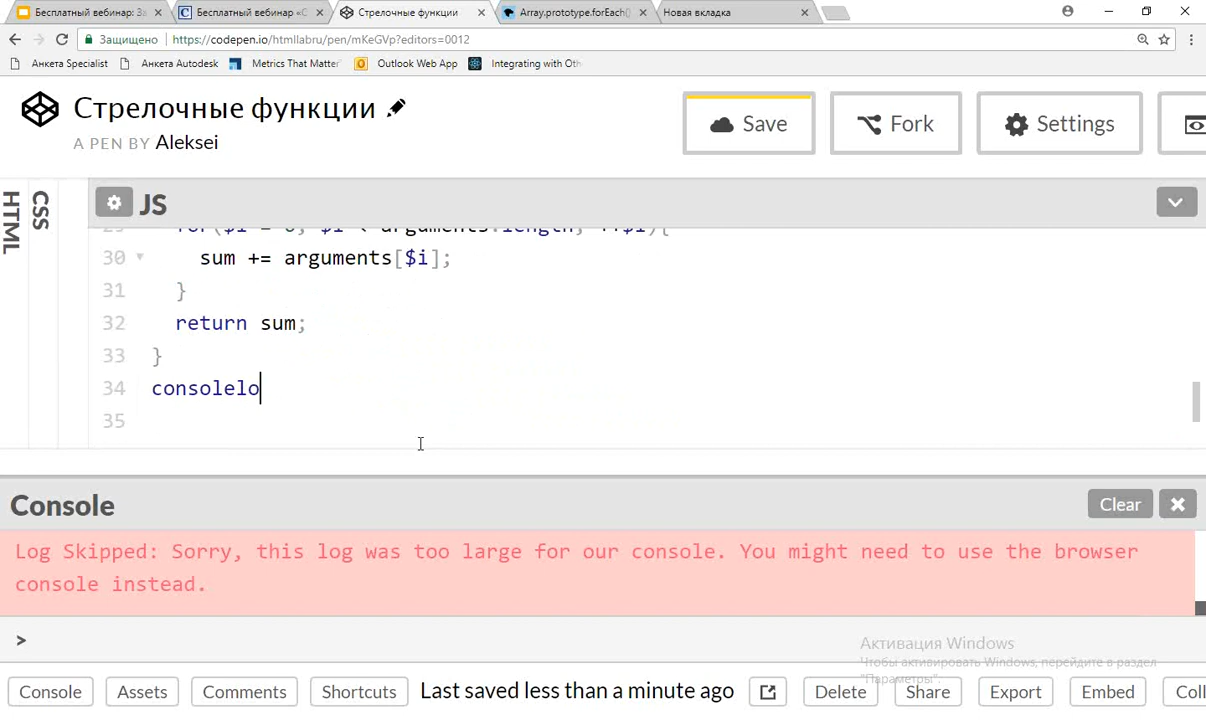 Бесплатный вебинар: За
Бесплатный вебинар «С
Стрелочные функции
Array.prototype.forEach()
Новая вкладка
Защищено
https://codepen.io/htmllabru/pen/mKeGVp?editors=0012
Анкета Specialist
Анкета Autodesk
Metrics That Matter
Outlook Web App
Integrating with Oth
Стрелочные функции
A PEN BY Aleksei
Save
Fork
Settings
HTML
CSS
JS
30 sum += arguments[$i];
31 }
32 return sum;
33 }
34 consolelo
35
Console
Clear
Log Skipped: Sorry, this log was too large for our console. You might need to use the browser
console instead.
>
Активация Windows
Чтобы активировать Windows, перейдите в раздел
"Параметры".
Console
Assets
Comments
Shortcuts
Last saved less than a minute ago
Delete
Share
Export
Embed
Coll